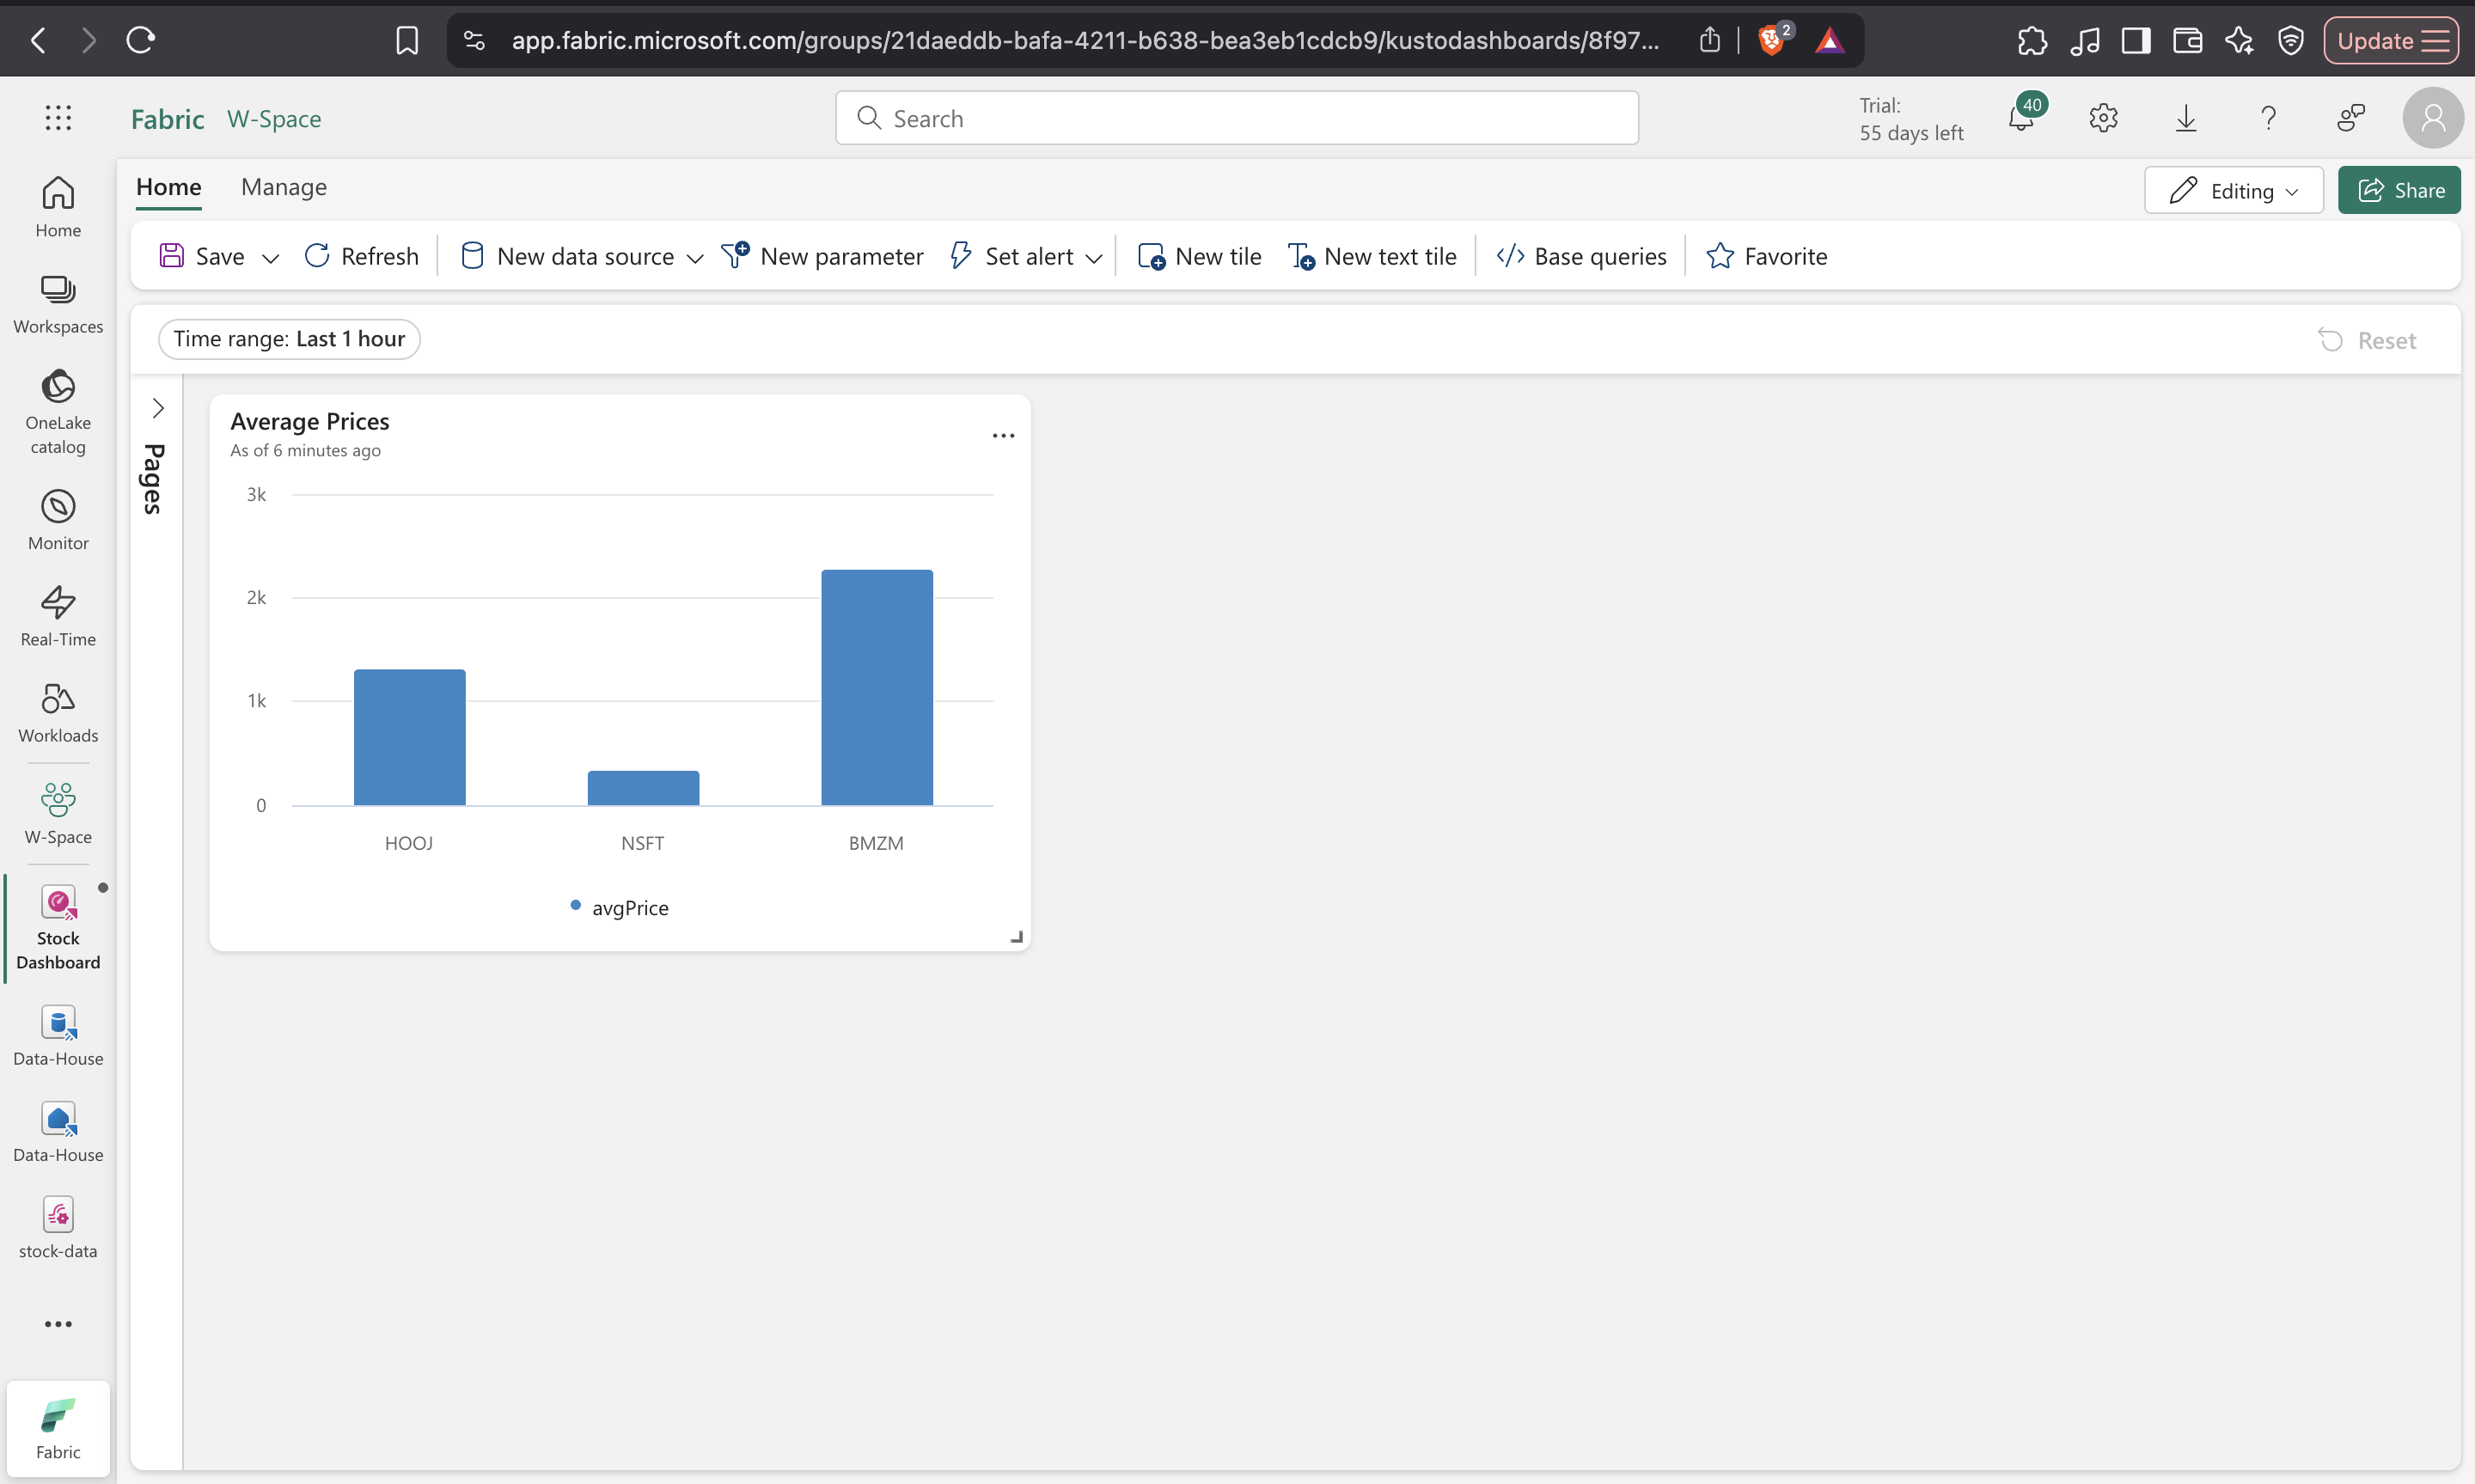 app.fabric.microsoft.com/groups/21daeddb-bafa-4211-b638-bea3eb1cdcb9/kustodashboards/8f97...
2
Update
Fabric
W-Space
Search
Trial:
55 days left
40
Home
Manage
Editing
Share
Save
Refresh
New data source
New parameter
Set alert
New tile
New text tile
Base queries
Favorite
Time range: Last 1 hour
Reset
Home
Workspaces
OneLake
catalog
Monitor
Real-Time
Workloads
W-Space
Stock
Dashboard
Data-House
Data-House
stock-data
Fabric
Pages
Average Prices
As of 6 minutes ago
3k
2k
1k
0
HOOJ
NSFT
BMZM
avgPrice